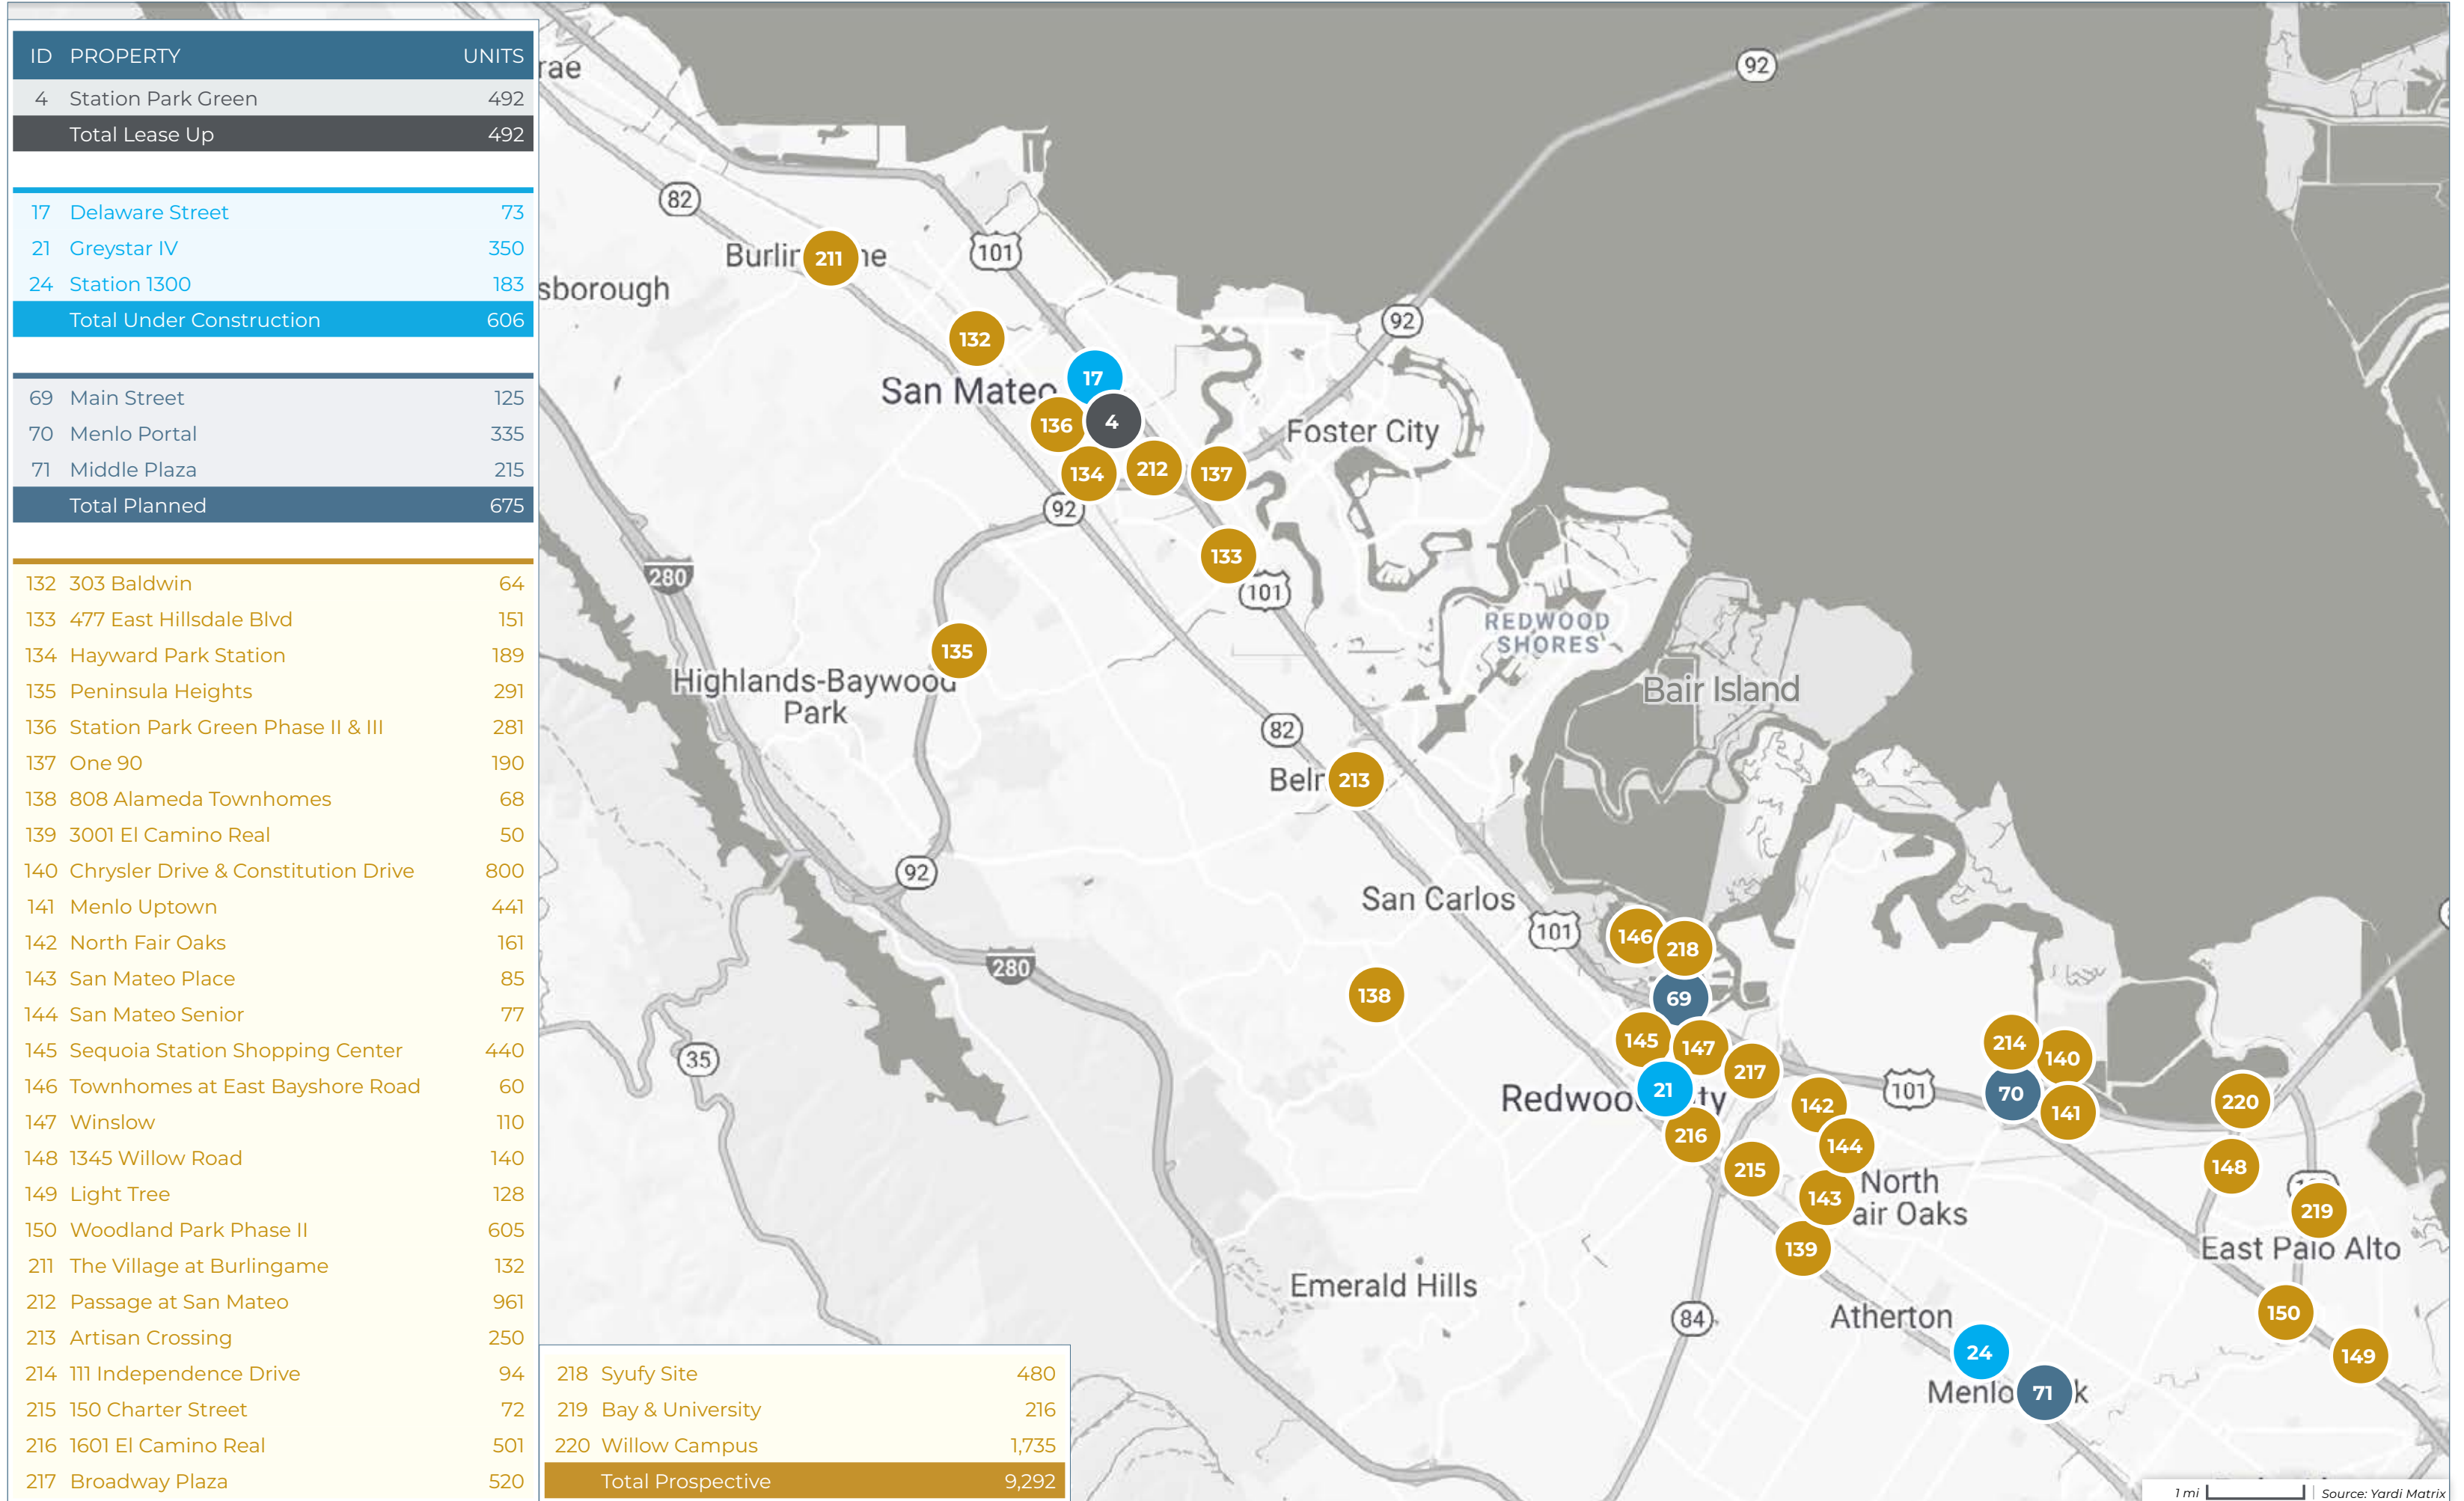 ID PROPERTY UNITS
4 Station Park Green 492
Total Lease Up 492
17 Delaware Street 73
21 Greystar IV 350
24 Station 1300 183
Total Under Construction 606
69 Main Street 125
70 Menlo Portal 335
71 Middle Plaza 215
Total Planned 675
132 303 Baldwin 64
133 477 East Hillsdale Blvd 151
134 Hayward Park Station 189
135 Peninsula Heights 291
136 Station Park Green Phase II & III 281
137 One 90 190
138 808 Alameda Townhomes 68
139 3001 El Camino Real 50
140 Chrysler Drive & Constitution Drive 800
141 Menlo Uptown 441
142 North Fair Oaks 161
143 San Mateo Place 85
144 San Mateo Senior 77
145 Sequoia Station Shopping Center 440
146 Townhomes at East Bayshore Road 60
147 Winslow 110
148 1345 Willow Road 140
149 Light Tree 128
150 Woodland Park Phase II 605
211 The Village at Burlingame 132
212 Passage at San Mateo 961
213 Artisan Crossing 250
214 111 Independence Drive 94
215 150 Charter Street 72
216 1601 El Camino Real 501
217 Broadway Plaza 520
218 Syufy Site 480
219 Bay & University 216
220 Willow Campus 1,735
Total Prospective 9,292
rae
92
82
Burlin
211
ne
101
sborough
92
132
17
San Mateo
136
4
Foster City
134
212
137
92
133
280
101
REDWOOD
SHORES
135
Highlands-Baywood
Park
Bair Island
82
Belr
213
92
San Carlos
101
146
218
280
138
69
145
147
214
140
35
217
21
Redwoo
ty
101
70
142
141
220
216
144
215
148
North
air Oaks
143
219
139
East Palo Alto
Emerald Hills
84
Atherton
150
24
149
Menlo
71
k
1 mi
Source: Yardi Matrix